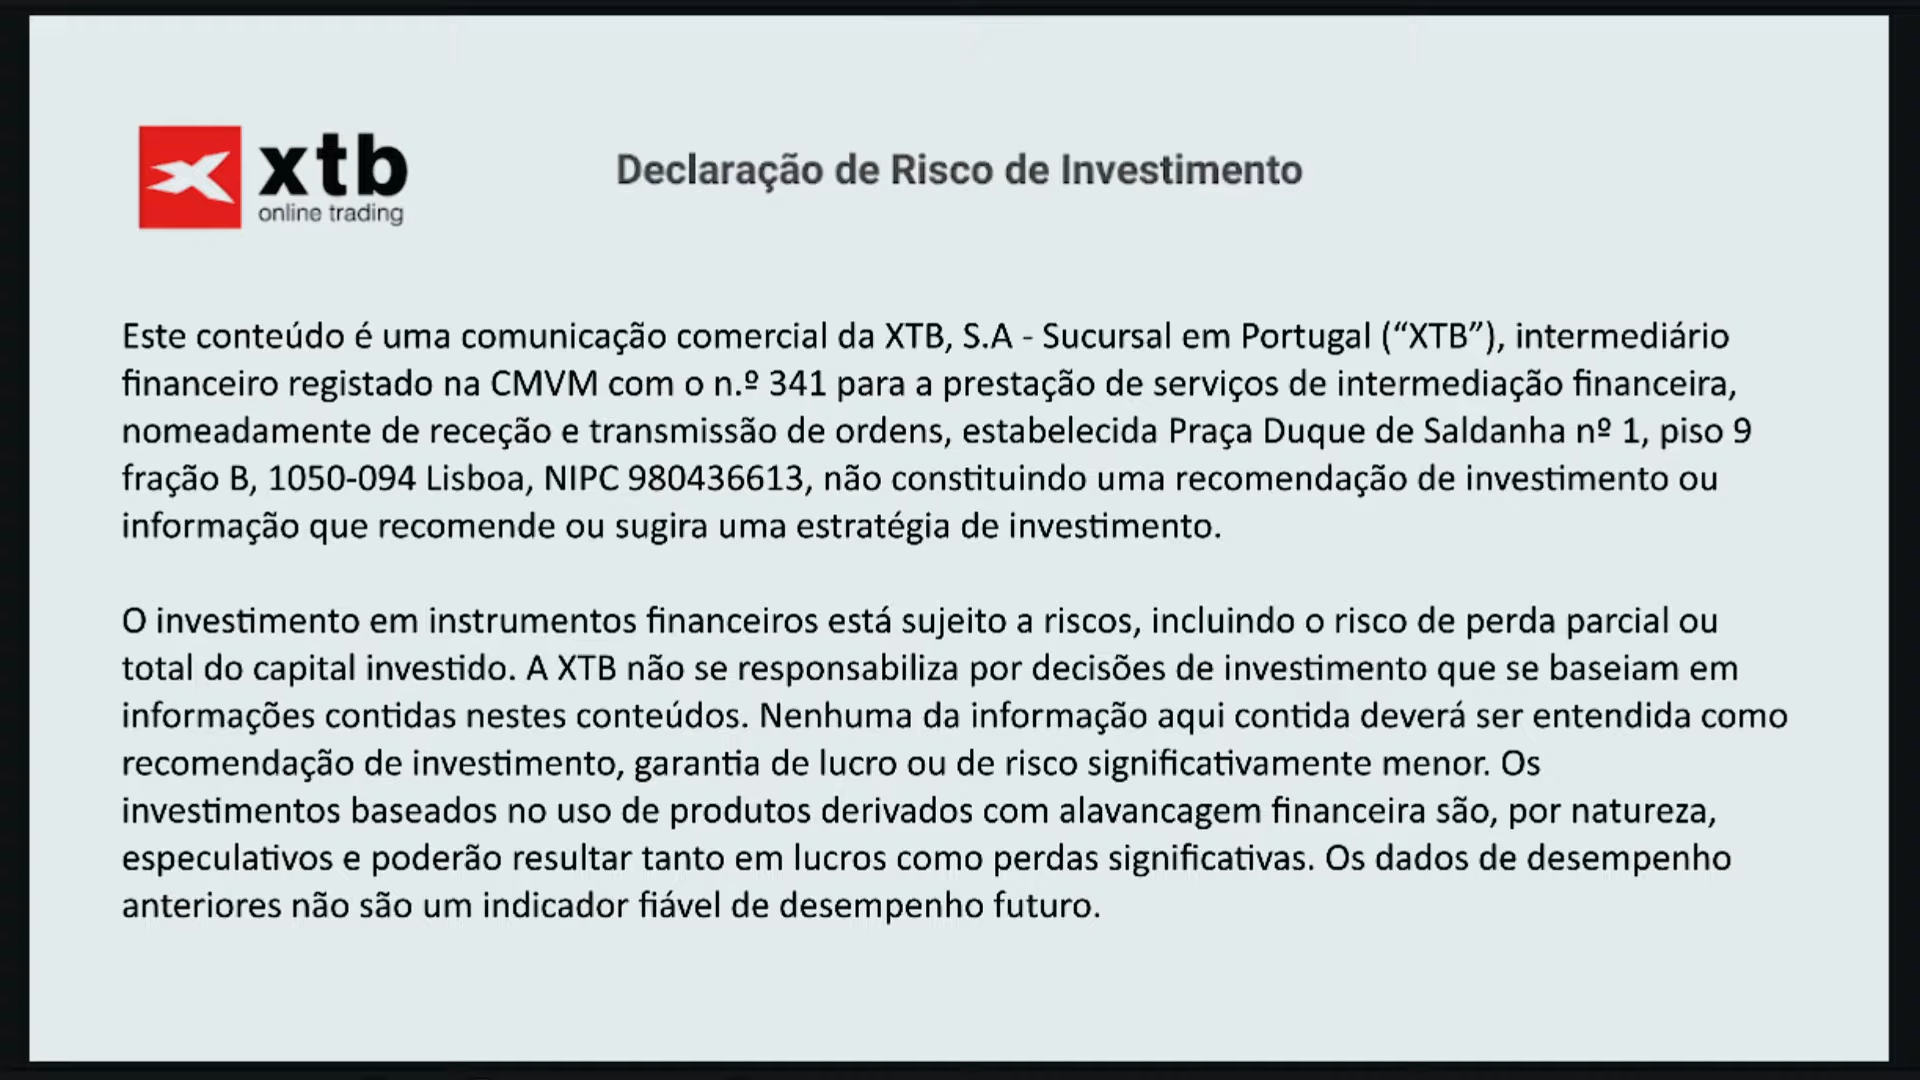 xtb
online trading
Declaração de Risco de Investimento
Este conteúdo é uma comunicação comercial da XTB, S.A - Sucursal em Portugal (“XTB”), intermediário
financeiro registado na CMVM com o n.º 341 para a prestação de serviços de intermediação financeira,
nomeadamente de receção e transmissão de ordens, estabelecida Praça Duque de Saldanha nº 1, piso 9
fração B, 1050-094 Lisboa, NIPC 980436613, não constituindo uma recomendação de investimento ou
informação que recomende ou sugira uma estratégia de investimento.
O investimento em instrumentos financeiros está sujeito a riscos, incluindo o risco de perda parcial ou
total do capital investido. A XTB não se responsabiliza por decisões de investimento que se baseiam em
informações contidas nestes conteúdos. Nenhuma da informação aqui contida deverá ser entendida como
recomendação de investimento, garantia de lucro ou de risco significativamente menor. Os
investimentos baseados no uso de produtos derivados com alavancagem financeira são, por natureza,
especulativos e poderão resultar tanto em lucros como perdas significativas. Os dados de desempenho
anteriores não são um indicador fiável de desempenho futuro.